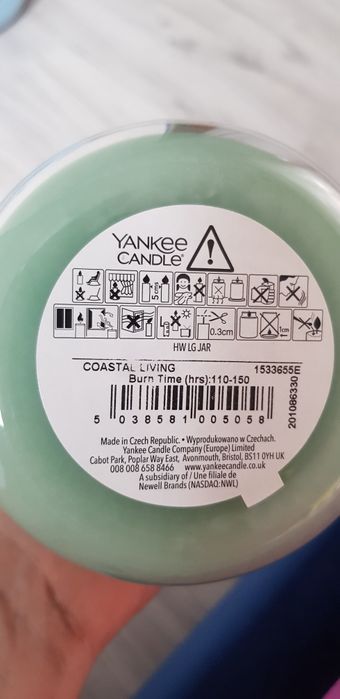 YANKEE
CANDLE®
5cm
0.3cm
1cm
HW LG JAR
COASTAL LIVING 1533655E
Burn Time (hrs):110-150
201086330
5 038581 005058
Made in Czech Republic. • Wyprodukowano w Czechach.
Yankee Candle Company (Europe) Limited
Cabot Park, Poplar Way East, Avonmouth, Bristol, BS11 0YH UK
008 008 658 8466 www.yankeecandle.co.uk
A subsidiary of / Une filiale de
Newell Brands (NASDAQ: NWL)